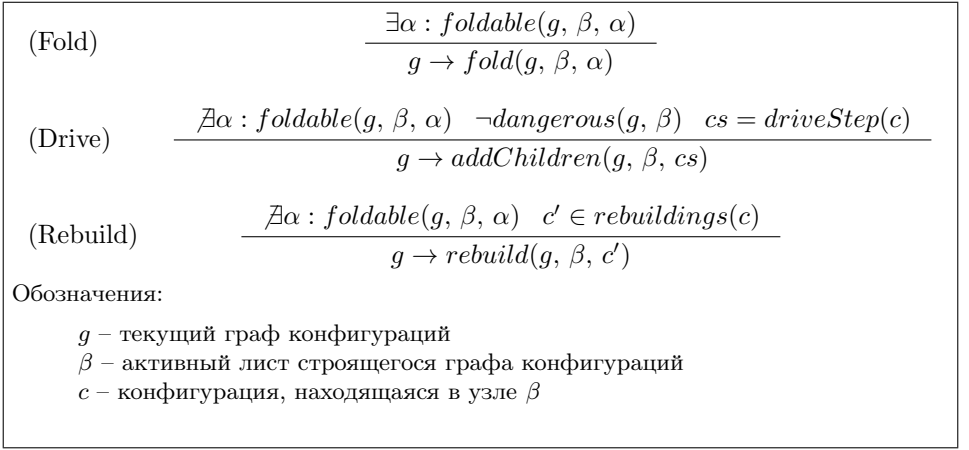 (Fold)
∃α : foldable(g, β, α)
g → fold(g, β, α)
(Drive)
∄α : foldable(g, β, α) ¬dangerous(g, β) cs = driveStep(c)
g → addChildren(g, β, cs)
(Rebuild)
∄α : foldable(g, β, α) c′ ∈ rebuildings(c)
g → rebuild(g, β, c′)
Обозначения:
g – текущий граф конфигураций
β – активный лист строящегося графа конфигураций
c – конфигурация, находящаяся в узле β